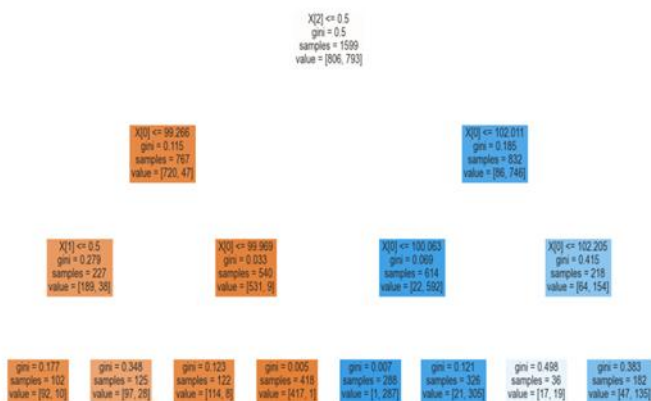 X[2] <= 0.5
gini = 0.5
samples = 1599
value = [806, 793]
X[0] <= 99.266
gini = 0.115
samples = 767
value = [720, 47]
X[0] <= 102.011
gini = 0.185
samples = 832
value = [86, 746]
X[1] <= 0.5
gini = 0.279
samples = 227
value = [189, 38]
X[0] <= 99.969
gini = 0.033
samples = 540
value = [531, 9]
X[0] <= 100.063
gini = 0.069
samples = 614
value = [22, 592]
X[0] <= 102.205
gini = 0.415
samples = 218
value = [64, 154]
gini = 0.177
samples = 102
value = [92, 10]
gini = 0.348
samples = 125
value = [97, 28]
gini = 0.123
samples = 122
value = [114, 8]
gini = 0.005
samples = 418
value = [417, 1]
gini = 0.007
samples = 288
value = [1, 287]
gini = 0.121
samples = 326
value = [21, 305]
gini = 0.498
samples = 36
value = [17, 19]
gini = 0.383
samples = 182
value = [47, 135]